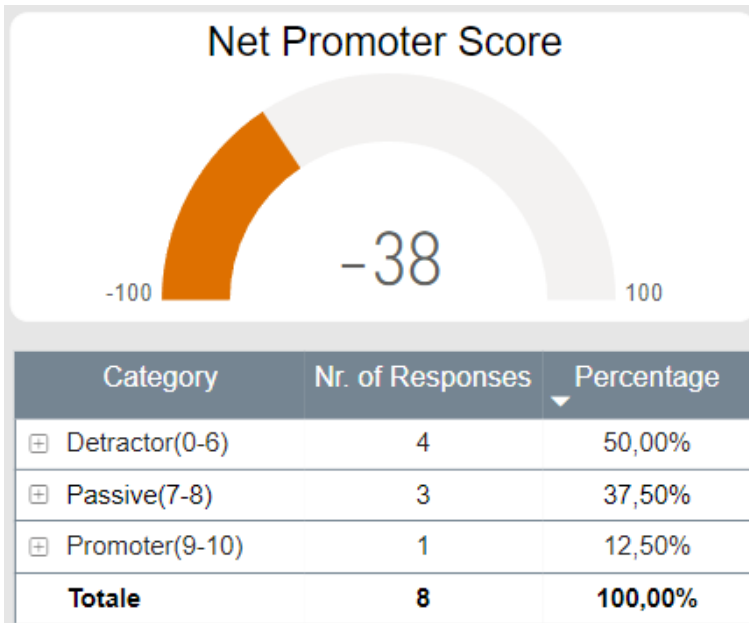 Net Promoter Score
-38
-100
100
Category Nr. of Responses Percentage
Detractor(0-6) 4 50,00%
Passive(7-8) 3 37,50%
Promoter(9-10) 1 12,50%
Totale 8 100,00%